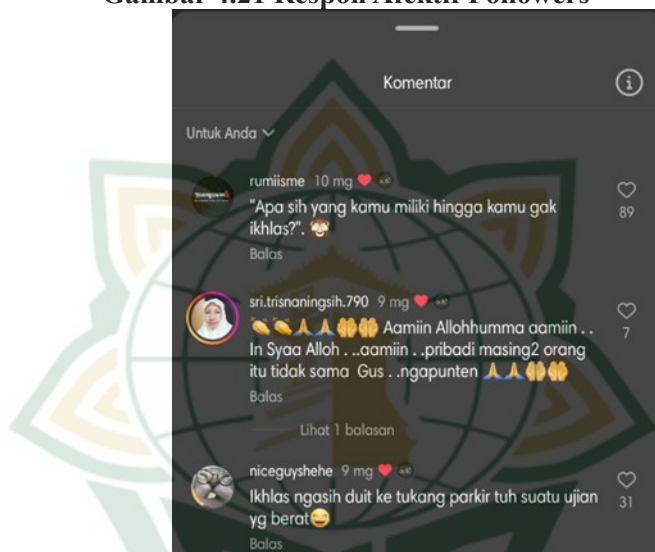 Gambar 4.21 Respon Afektif Followers
Komentar
Untuk Anda
rumiisme 10 mg
"Apa sih yang kamu miliki hingga kamu gak
ikhlas?". 🙈
89
Balas
sri.trisnaningsih.790 9 mg
👏👏🙏🙏🤲🤲 Aamiin Allohhumma aamiin . .
In Syaa Alloh . ..aamiin . .pribadi masing2 orang
itu tidak sama Gus . .ngapunten 🙏🙏🤲🤲
7
Balas
Lihat 1 balasan
niceguyshehe 9 mg
Ikhlas ngasih duit ke tukang parkir tuh suatu ujian
yg berat😅
31
Balas